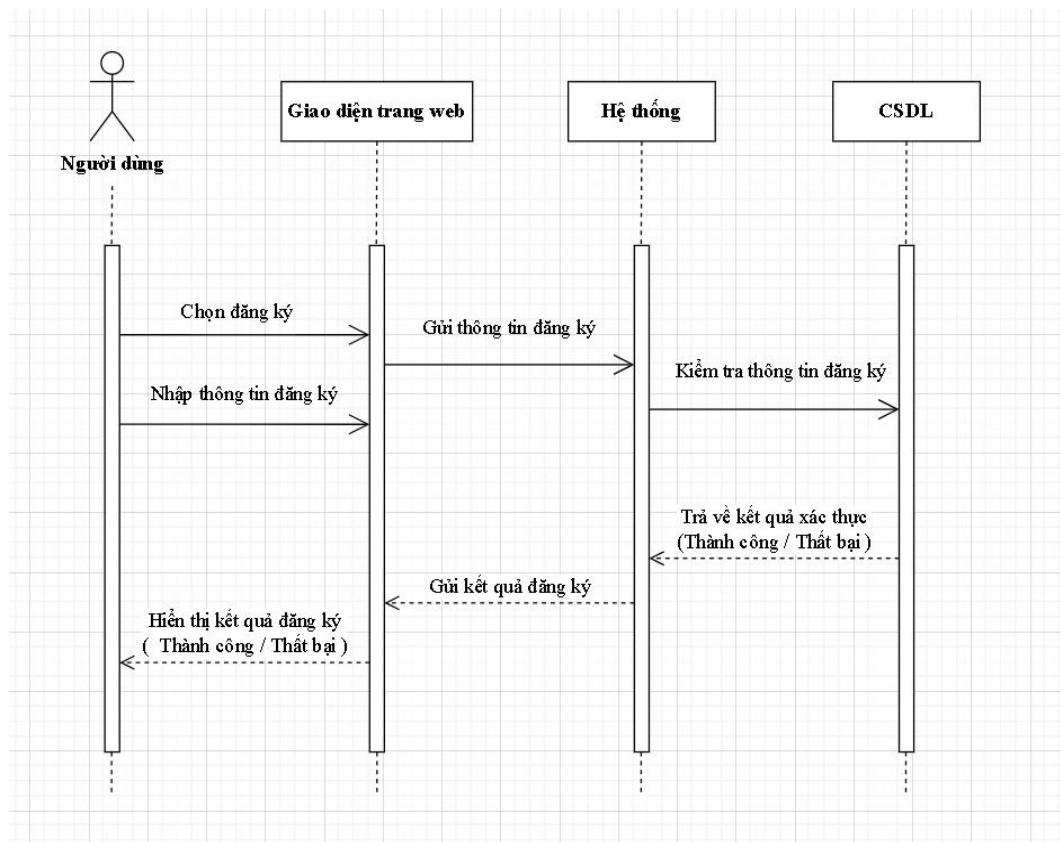 Người dùng
Giao diện trang web
Hệ thống
CSDL
Chọn đăng ký
Gửi thông tin đăng ký
Kiểm tra thông tin đăng ký
Nhập thông tin đăng ký
Trả về kết quả xác thực
(Thành công / Thất bại )
Gửi kết quả đăng ký
Hiển thị kết quả đăng ký
( Thành công / Thất bại )